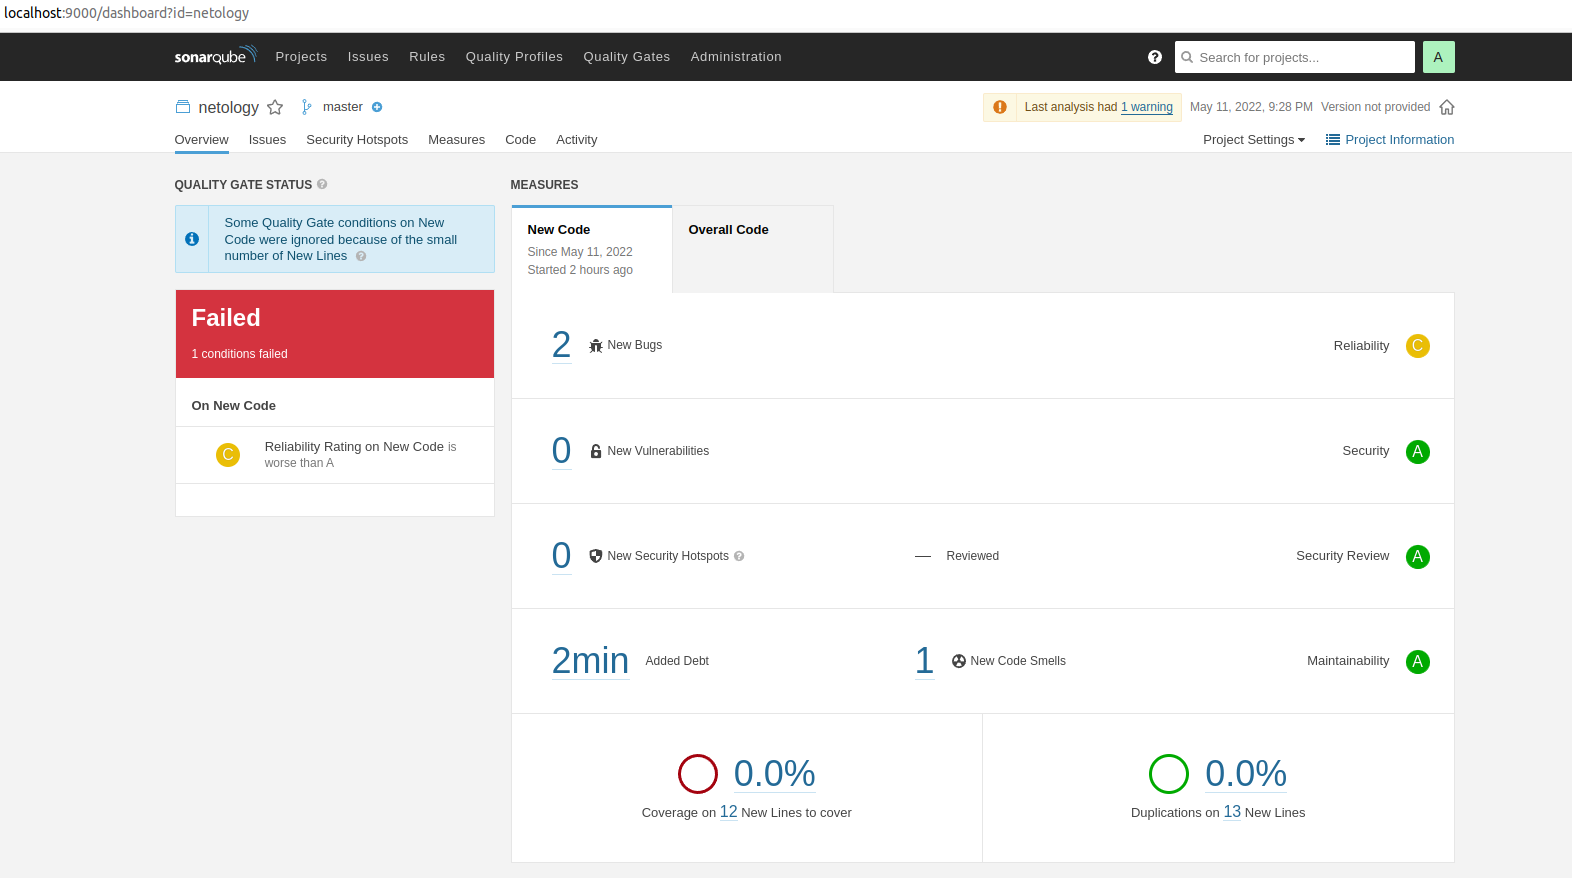 localhost:9000/dashboard?id=netology
sonarqube Projects Issues Rules Quality Profiles Quality Gates Administration Search for projects... A
netology master Last analysis had 1 warning May 11, 2022, 9:28 PM Version not provided
Overview Issues Security Hotspots Measures Code Activity Project Settings Project Information
QUALITY GATE STATUS
Some Quality Gate conditions on New
Code were ignored because of the small
number of New Lines
Failed
1 conditions failed
On New Code
C
Reliability Rating on New Code is
worse than A
MEASURES
New Code
Since May 11, 2022
Started 2 hours ago
Overall Code
2 New Bugs Reliability C
0 New Vulnerabilities Security A
0 New Security Hotspots — Reviewed Security Review A
2min Added Debt 1 New Code Smells Maintainability A
0.0%
Coverage on 12 New Lines to cover
0.0%
Duplications on 13 New Lines